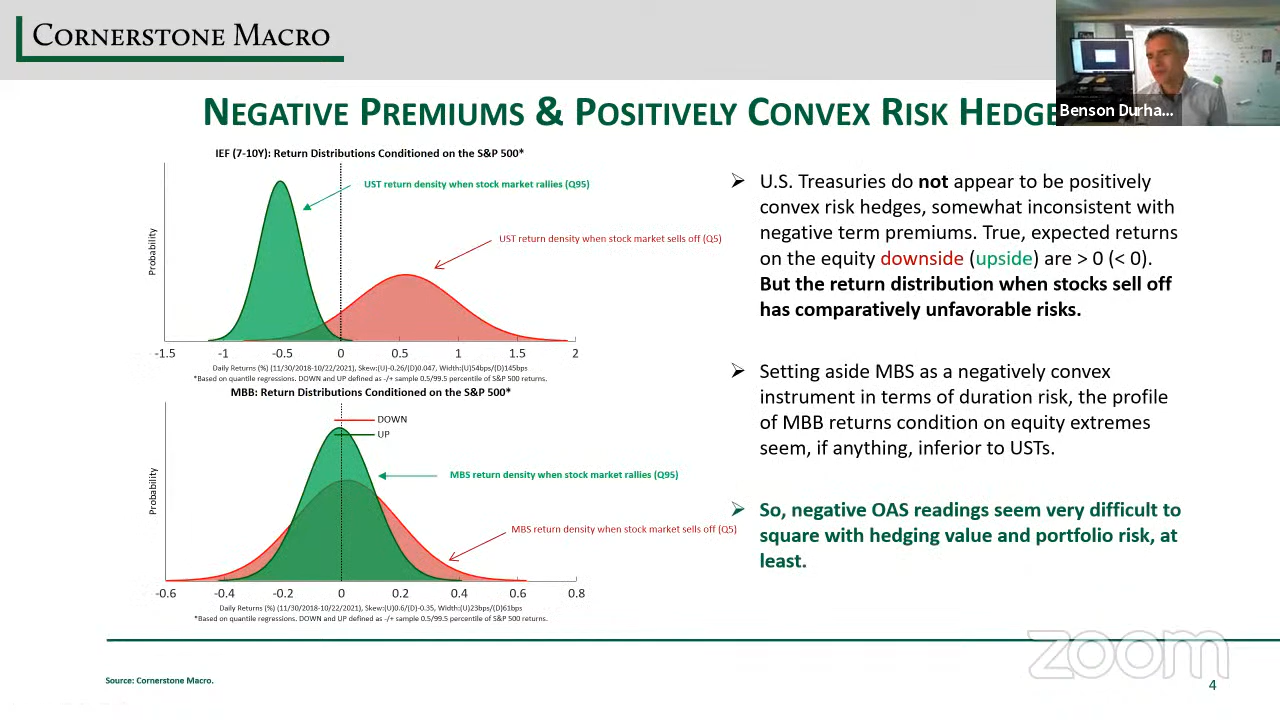 CORNERSTONE MACRO
Benson Durha...
NEGATIVE PREMIUMS & POSITIVELY CONVEX RISK HEDGE
IEF (7-10Y): Return Distributions Conditioned on the S&P 500*
UST return density when stock market rallies (Q95)
UST return density when stock market sells off (Q5)
Probability
-1.5 -1 -0.5 0 0.5 1 1.5 2
Daily Returns (%) (11/30/2018-10/22/2021), Skew:(U)-0.26/(D)0.047, Width:(U)54bps/(D)145bps
*Based on quantile regressions. DOWN and UP defined as -/+ sample 0.5/99.5 percentile of S&P 500 returns.
MBB: Return Distributions Conditioned on the S&P 500*
DOWN
UP
MBS return density when stock market rallies (Q95)
MBS return density when stock market sells off (Q5)
Probability
-0.6 -0.4 -0.2 0 0.2 0.4 0.6 0.8
Daily Returns (%) (11/30/2018-10/22/2021), Skew:(U)0.6/(D)-0.35, Width:(U)23bps/(D)61bps
*Based on quantile regressions. DOWN and UP defined as -/+ sample 0.5/99.5 percentile of S&P 500 returns.
U.S. Treasuries do not appear to be positively
convex risk hedges, somewhat inconsistent with
negative term premiums. True, expected returns
on the equity downside (upside) are > 0 (< 0).
But the return distribution when stocks sell off
has comparatively unfavorable risks.
Setting aside MBS as a negatively convex
instrument in terms of duration risk, the profile
of MBB returns condition on equity extremes
seem, if anything, inferior to USTs.
So, negative OAS readings seem very difficult to
square with hedging value and portfolio risk, at
least.
zoom
Source: Cornerstone Macro.
4